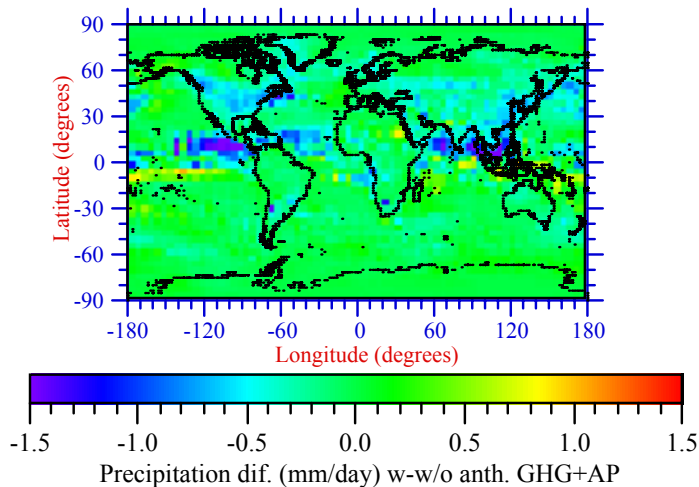 90
60
30
0
-30
-60
-90
Latitude (degrees)
-180 -120 -60 0 60 120 180
Longitude (degrees)
-1.5 -1.0 -0.5 0.0 0.5 1.0 1.5
Precipitation dif. (mm/day) w-w/o anth. GHG+AP